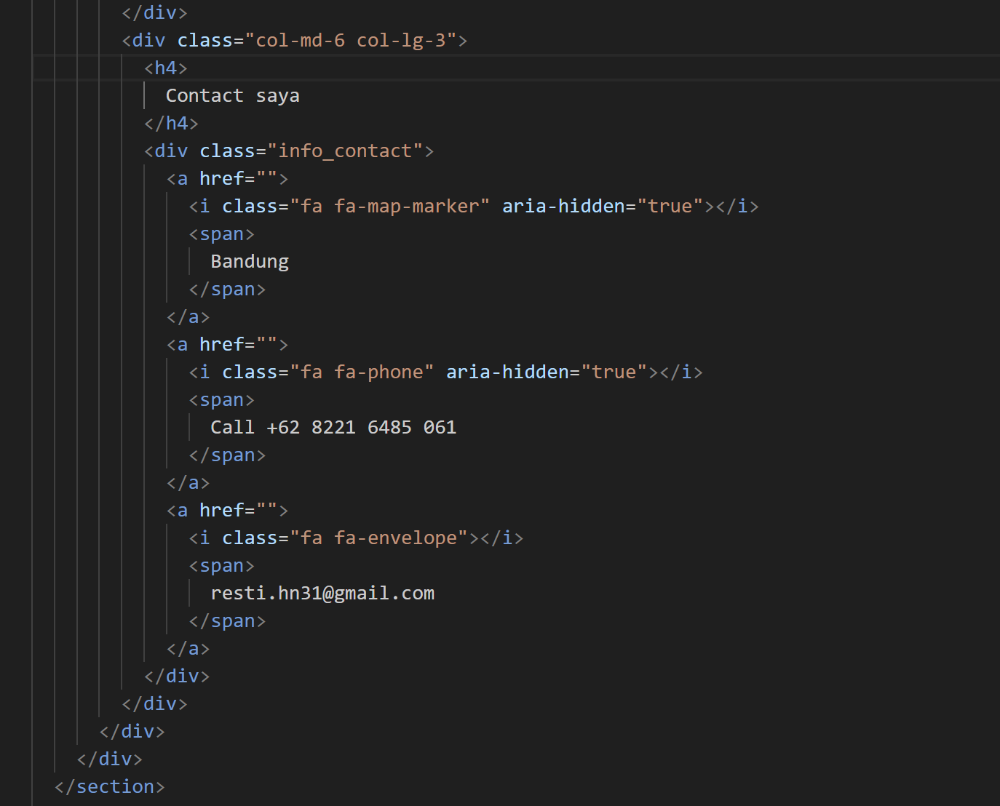 </div>
<div class="col-md-6 col-lg-3">
<h4>
Contact saya
</h4>
<div class="info_contact">
<a href="">
<i class="fa fa-map-marker" aria-hidden="true"></i>
<span>
Bandung
</span>
</a>
<a href="">
<i class="fa fa-phone" aria-hidden="true"></i>
<span>
Call +62 8221 6485 061
</span>
</a>
<a href="">
<i class="fa fa-envelope"></i>
<span>
resti.hn31@gmail.com
</span>
</a>
</div>
</div>
</div>
</div>
</section>